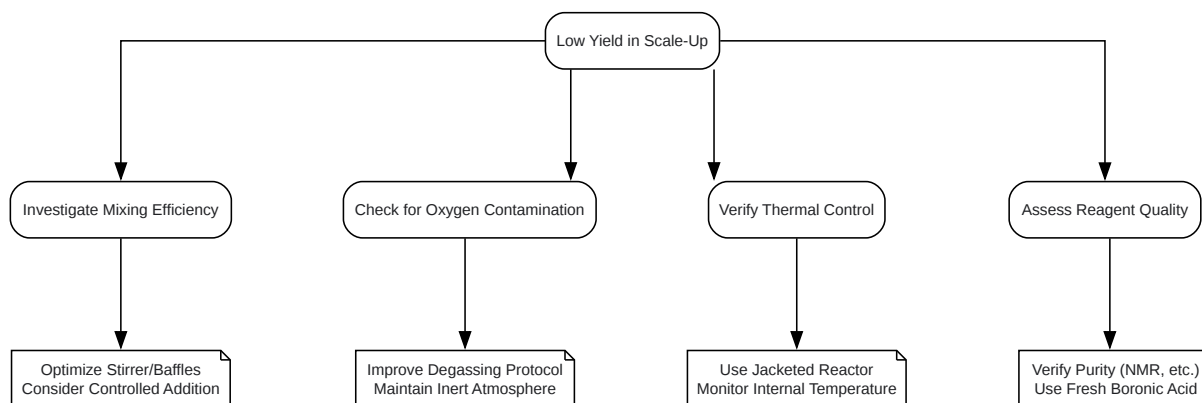 Low Yield in Scale-Up
Investigate Mixing Efficiency
Check for Oxygen Contamination
Verify Thermal Control
Assess Reagent Quality
Optimize Stirrer/Baffles
Consider Controlled Addition
Improve Degassing Protocol
Maintain Inert Atmosphere
Use Jacketed Reactor
Monitor Internal Temperature
Verify Purity (NMR, etc.)
Use Fresh Boronic Acid